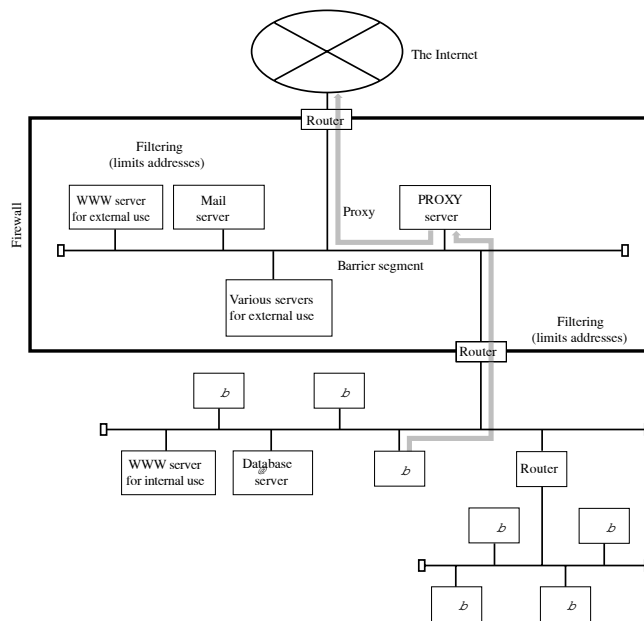 The Internet
Router
Filtering
(limits addresses)
WWW server
for external use
Mail
server
Proxy
PROXY
server
Firewall
Barrier segment
Various servers
for external use
Filtering
(limits addresses)
Router
b
b
WWW server
for internal use
Database
server
b
Router
b
b
b
b